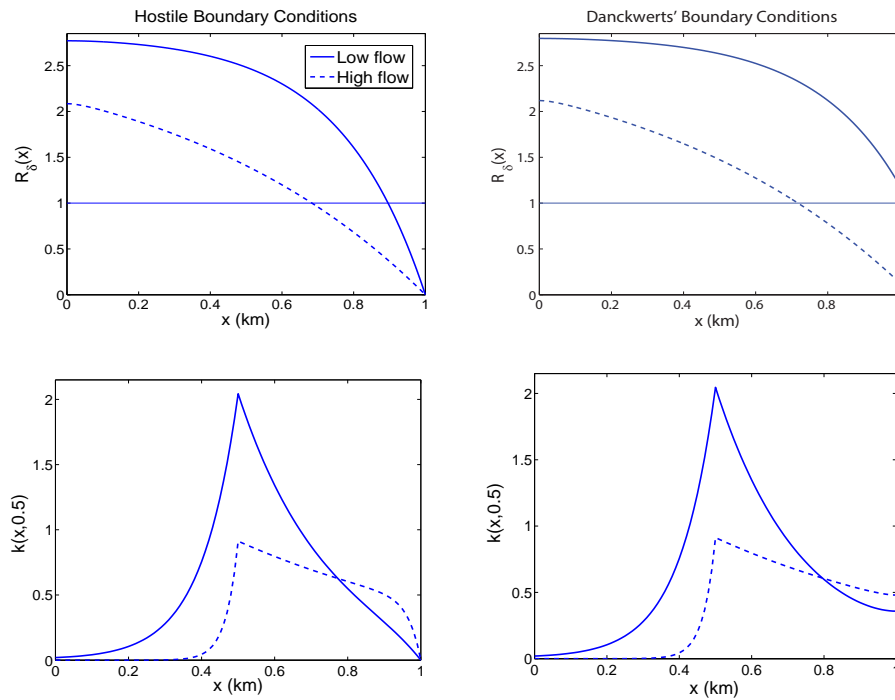 Hostile Boundary Conditions
R_δ(x)
2.5
2
1.5
1
0.5
0
Low flow
High flow
0 0.2 0.4 0.6 0.8 1
x (km)
Danckwerts' Boundary Conditions
R_δ(x)
2.5
2
1.5
1
0.5
0
0 0.2 0.4 0.6 0.8
x (km)
k(x,0.5)
2
1.5
1
0.5
0
0 0.2 0.4 0.6 0.8 1
x (km)
k(x,0.5)
2
1.5
1
0.5
0
0 0.2 0.4 0.6 0.8 1
x (km)